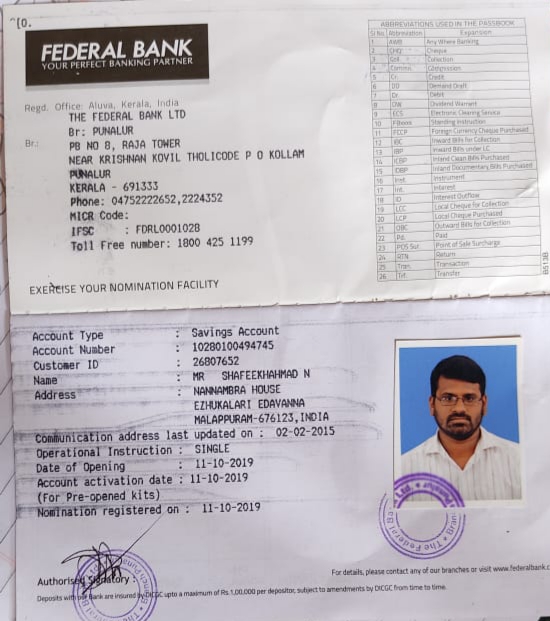 FEDERAL BANK
YOUR PERFECT BANKING PARTNER
Regd. Office: Aluva, Kerala, India
THE FEDERAL BANK LTD
Br: Br: PUNALUR
PB NO 8, RAJA TOWER
NEAR KRISHNAN KOVIL THOLICODE P O KOLLAM
PUNALUR
KERALA - 691333
Phone: 04752222652,2224352
MICR Code:
IFSC : FDRL0001028
Toll Free number: 1800 425 1199
EXERCISE YOUR NOMINATION FACILITY
ABBREVIATIONS USED IN THE PASSBOOK
Sl No. Abbreviation Expansion
1 AWB Any Where Banking
2 CHQ Cheque
3 Coll. Collection
4 Commn. Commission
5 Cr. Credit
6 DD Demand Draft
7 Dr. Debit
8 DW Dividend Warrant
9 ECS Electronic Clearing Service
10 Standing Instruction
11 FCCP Foreign Currency Cheque Purchased
12 IBC Inward Bills for Collection
13 IBP Inward Bills under LC
14 ICBP Inland Clean Bills Purchased
15 IDBP Inland Documentary Bills Purchased
16 Inst. Instrument
17 Int. Interest
18 IO Interest Outflow
19 LCC Local Cheque for Collection
20 LCP Local Cheque Purchased
21 OBC Outward Bills for Collection
22 Pd. Paid
23 POS Sur. Point of Sale Surcharge
24 RTN. Return
25 Tran. Transaction
26 Trf. Transfer
B513B
Account Type : Savings Account
Account Number : 10280100494745
Customer ID : 26807652
Name : MR SHAFEEKHAHMAD N
Address : NANNAMBRA HOUSE
EZHUKALARI EDAVANNA
MALAPPURAM-676123,INDIA
Communication address last updated on : 02-02-2015
Operational Instruction : SINGLE
Date of Opening : 11-10-2019
Account activation date : 11-10-2019
(For Pre-opened kits)
Nomination registered on : 11-10-2019
Authorised Signatory :
For details, please contact any of our branches or visit www.federalbank.c
Deposits with our Bank are insured by DICGC upto a maximum of Rs.1,00,000 per depositor, subject to amendments by DICGC from time to time.